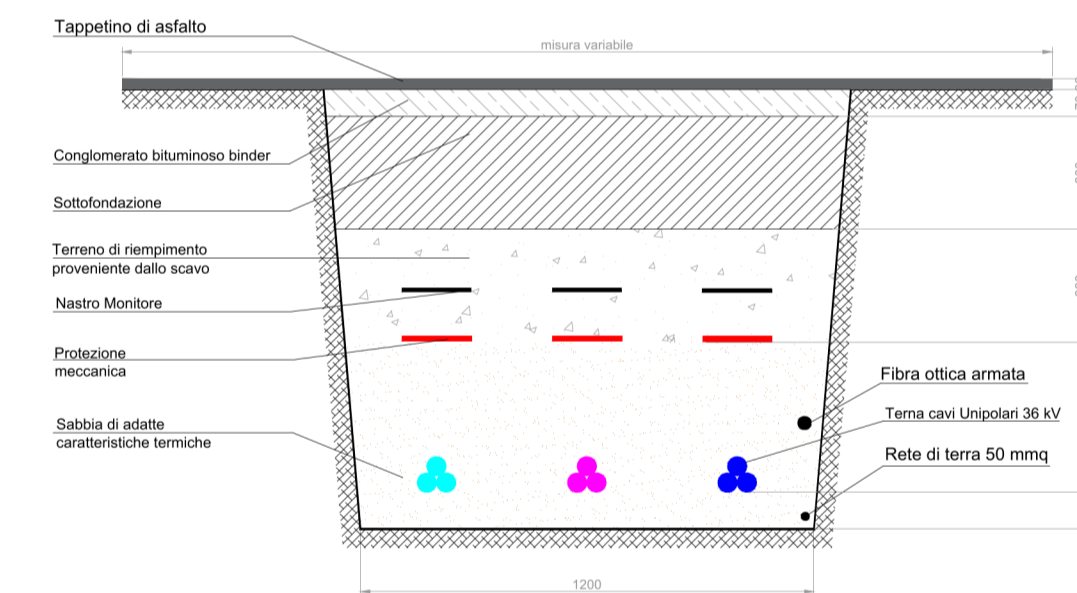 Tappetino di asfalto
misura variabile
Conglomerato bituminoso binder
Sottofondazione
Terreno di riempimento
proveniente dallo scavo
Nastro Monitore
Protezione
meccanica
Sabbia di adatte
caratteristiche termiche
Fibra ottica armata
Terna cavi Unipolari 36 kV
Rete di terra 50 mmq
1200